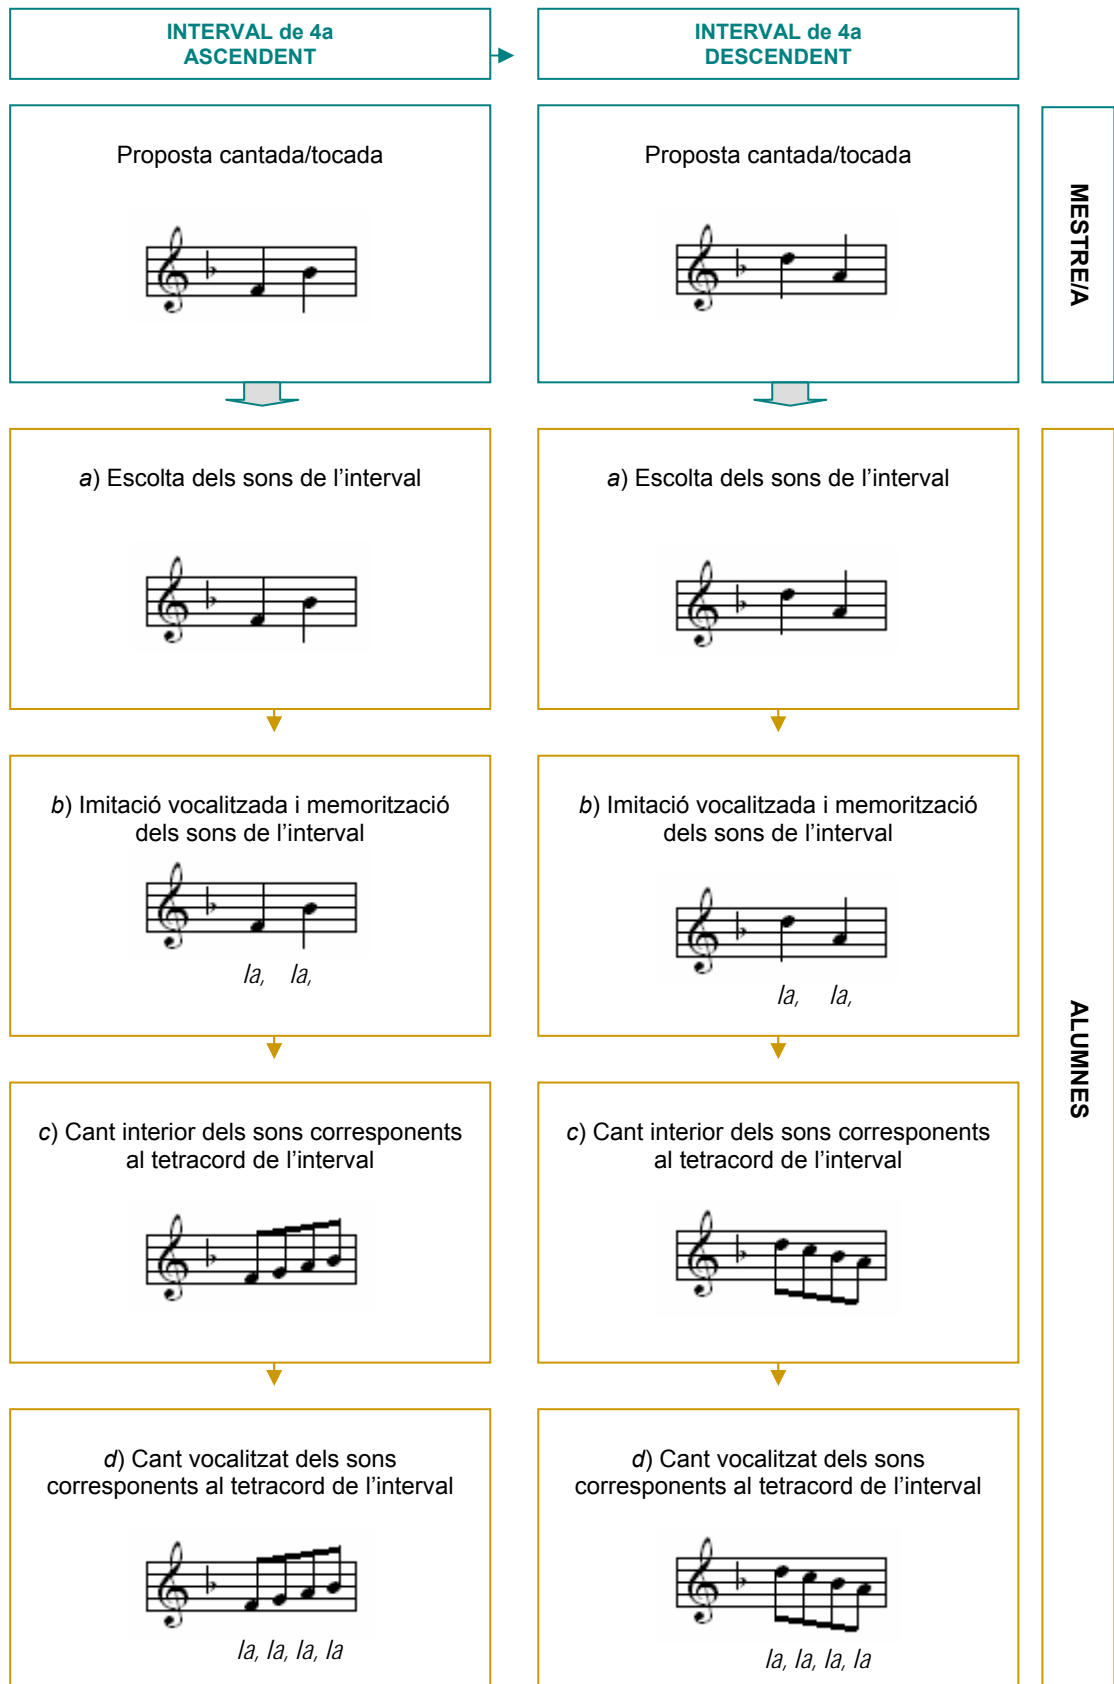 INTERVAL de 4a
ASCENDENT
INTERVAL de 4a
DESCENDENT
Proposta cantada/tocada
Proposta cantada/tocada
MESTRE/A
a) Escolta dels sons de l’interval
a) Escolta dels sons de l’interval
b) Imitació vocalitzada i memorització
dels sons de l’interval
la, la,
b) Imitació vocalitzada i memorització
dels sons de l’interval
la, la,
c) Cant interior dels sons corresponents
al tetracord de l’interval
c) Cant interior dels sons corresponents
al tetracord de l’interval
d) Cant vocalitzat dels sons
corresponents al tetracord de l’interval
la, la, la, la
d) Cant vocalitzat dels sons
corresponents al tetracord de l’interval
la, la, la, la
ALUMNES